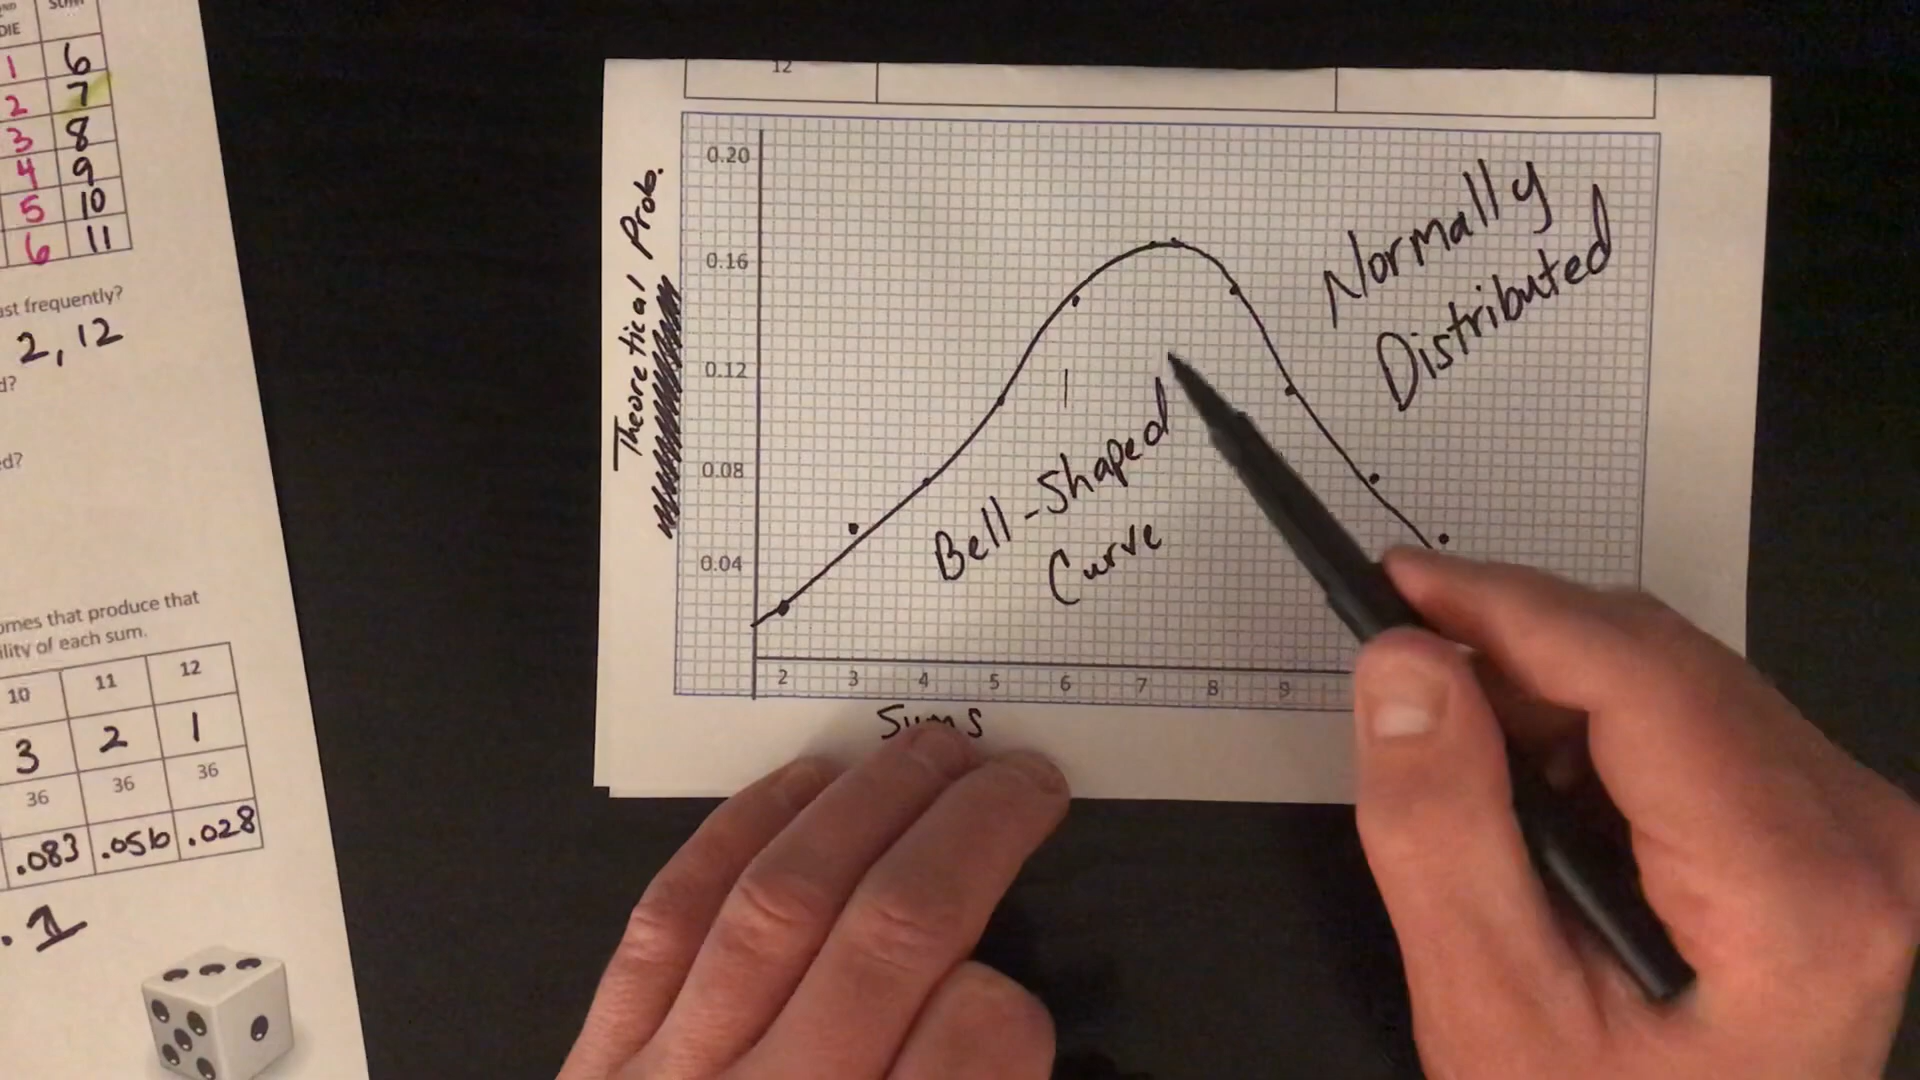 DIE
1 6
2 7
3 8
4 9
5 10
6 11
frequently?
2, 12
d?
ed?
omes that produce that
ility of each sum.
10 11 12
3 2 1
36 36 36
.083 .056 .028
. 1
12
Theoretical Prob.
0.20
0.16
0.12
0.08
0.04
2 3 4 5 6 7 8 9
Sums
Bell-Shaped
Curve
Normally
Distributed